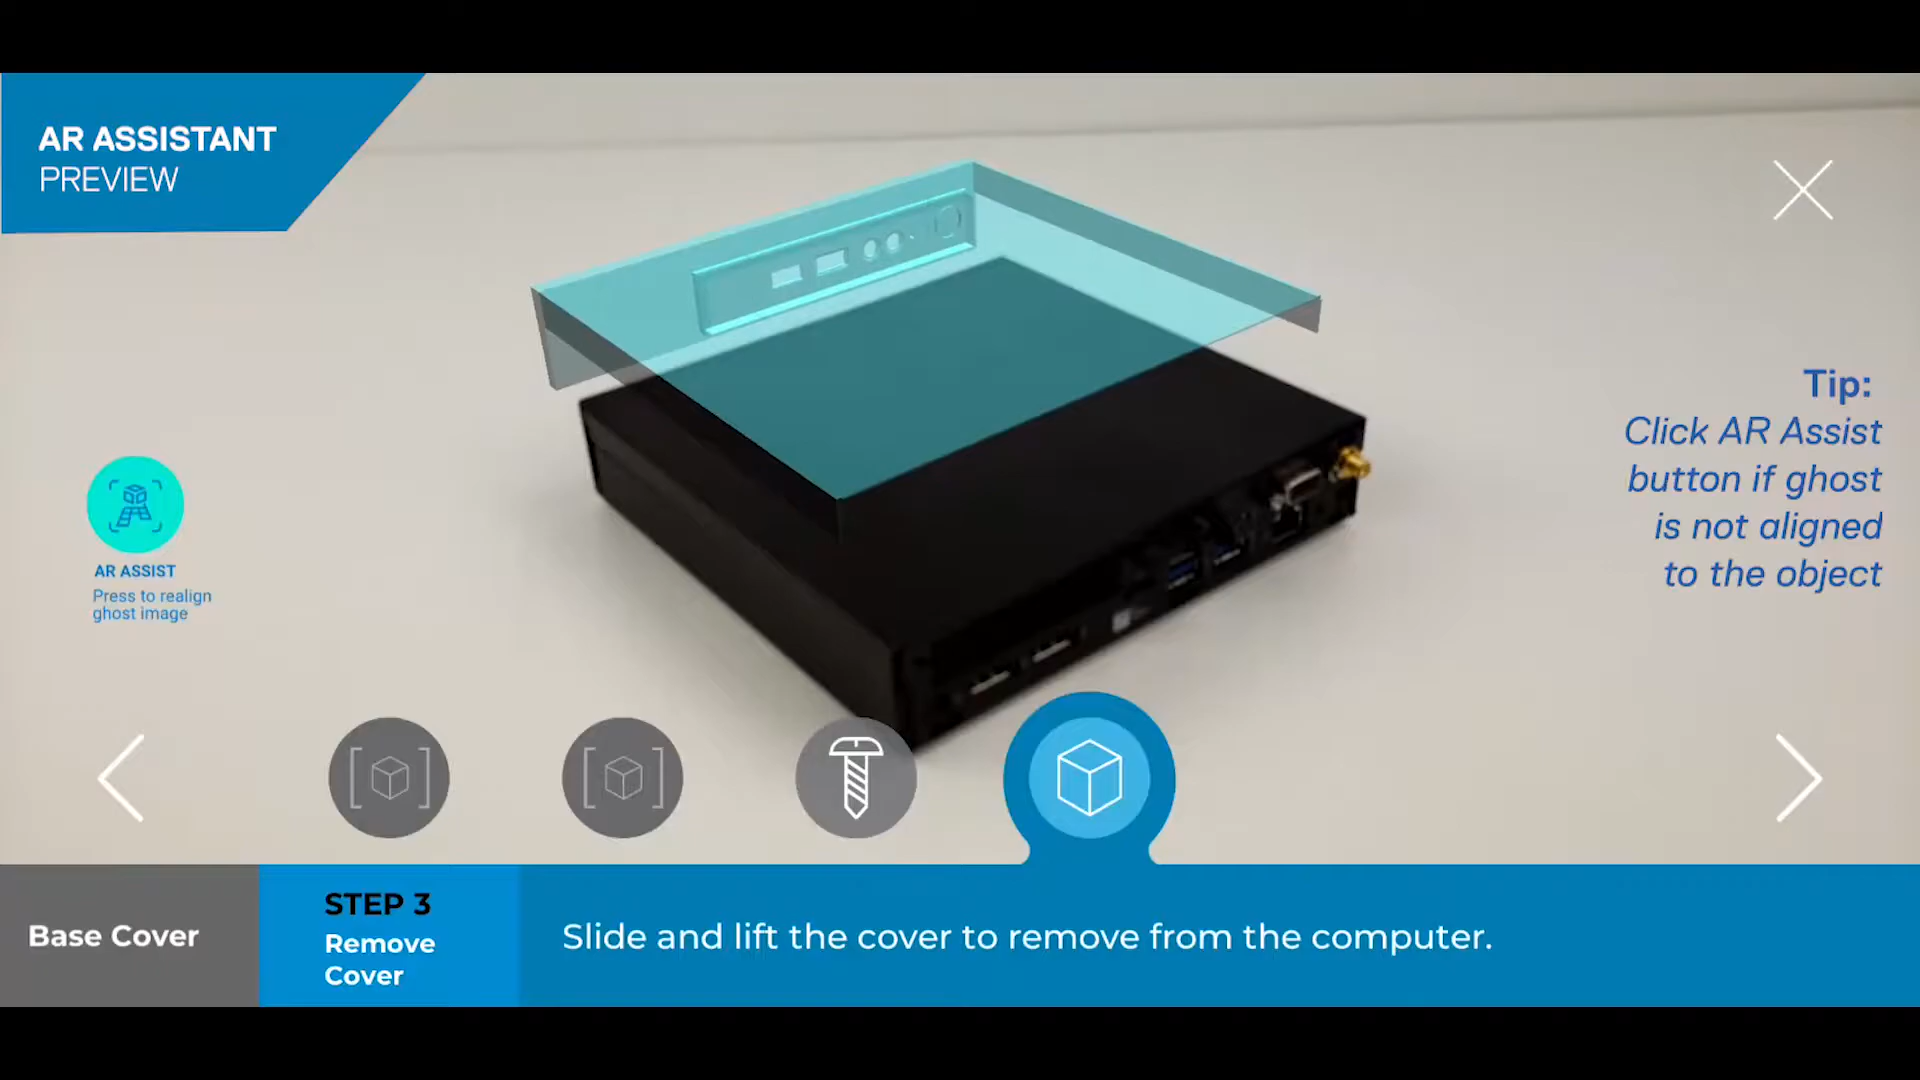 AR ASSISTANT
PREVIEW
Tip:
Click AR Assist
button if ghost
is not aligned
to the object
AR ASSIST
Press to realign
ghost image
Base Cover
STEP 3
Remove
Cover
Slide and lift the cover to remove from the computer.